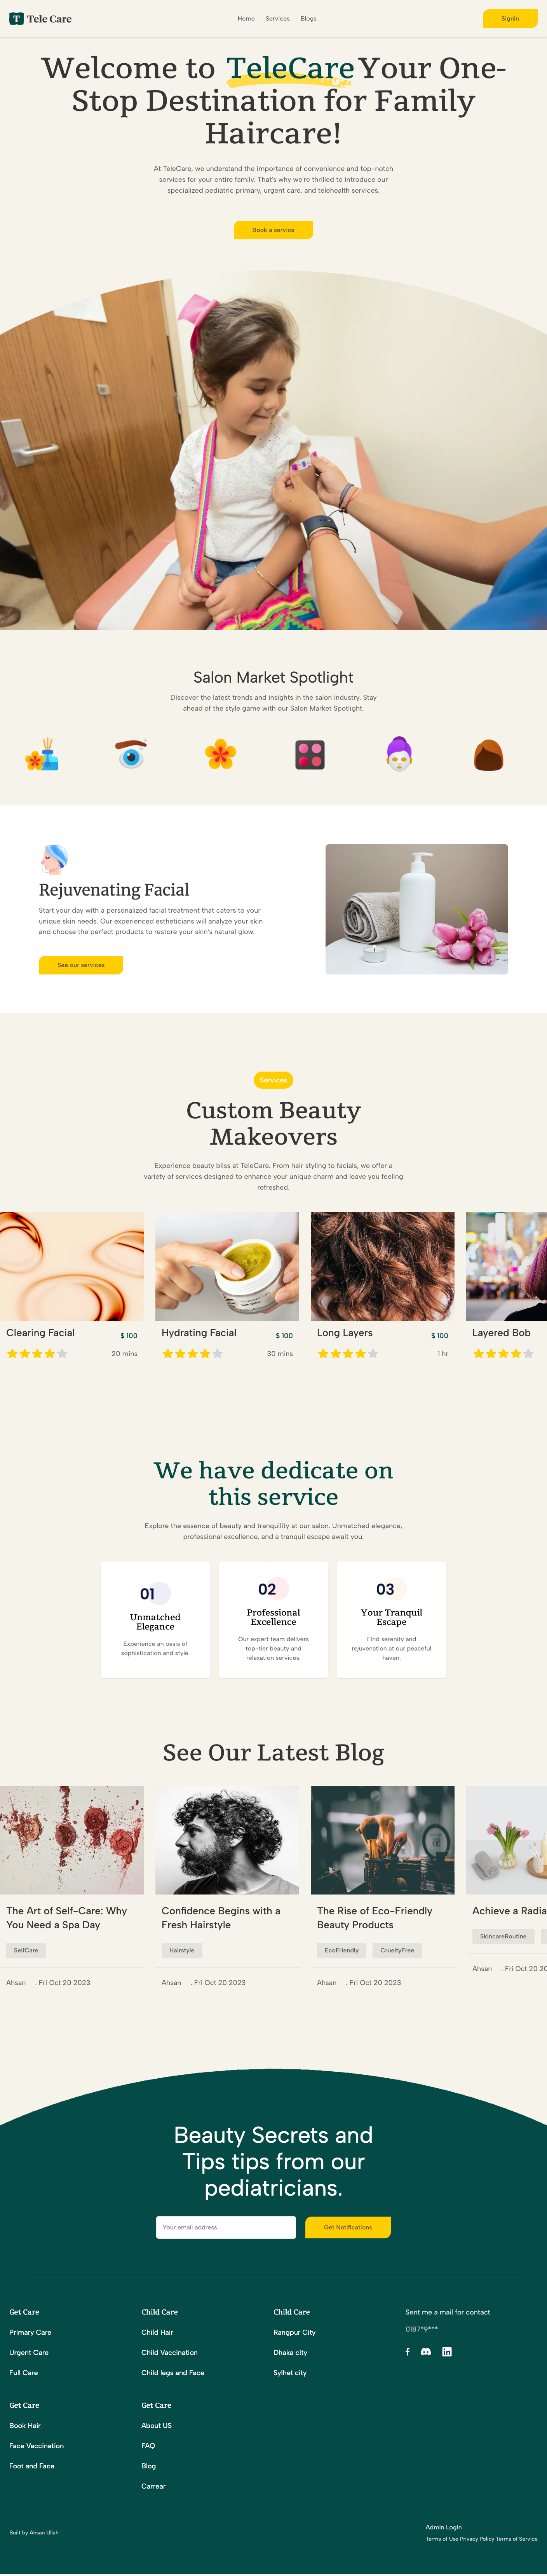 T Tele Care
Home Services Blogs
SignIn
Welcome to TeleCare Your One-
Stop Destination for Family
Haircare!
At TeleCare, we understand the importance of convenience and top-notch
services for your entire family. That's why we're thrilled to introduce our
specialized pediatric primary, urgent care, and telehealth services.
Book a service
Salon Market Spotlight
Discover the latest trends and insights in the salon industry. Stay
ahead of the style game with our Salon Market Spotlight.
Rejuvenating Facial
Start your day with a personalized facial treatment that caters to your
unique skin needs. Our experienced estheticians will analyze your skin
and choose the perfect products to restore your skin's natural glow.
See our services
Services
Custom Beauty
Makeovers
Experience beauty bliss at TeleCare. From hair styling to facials, we offer a
variety of services designed to enhance your unique charm and leave you feeling
refreshed.
Clearing Facial $ 100
20 mins
Hydrating Facial $ 100
30 mins
Long Layers $ 100
1 hr
Layered Bob
We have dedicate on
this service
Explore the essence of beauty and tranquility at our salon. Unmatched elegance,
professional excellence, and a tranquil escape await you.
01
Unmatched
Elegance
Experience an oasis of
sophistication and style.
02
Professional
Excellence
Our expert team delivers
top-tier beauty and
relaxation services.
03
Your Tranquil
Escape
Find serenity and
rejuvenation at our peaceful
haven.
See Our Latest Blog
The Art of Self-Care: Why
You Need a Spa Day
SelfCare
Ahsan . Fri Oct 20 2023
Confidence Begins with a
Fresh Hairstyle
Hairstyle
Ahsan . Fri Oct 20 2023
The Rise of Eco-Friendly
Beauty Products
EcoFriendly CrueltyFree
Ahsan . Fri Oct 20 2023
Achieve a Radia
SkincareRoutine
Ahsan . Fri Oct 20 20
Beauty Secrets and
Tips tips from our
pediatricians.
Your email address
Get Notifications
Get Care
Primary Care
Urgent Care
Full Care
Child Care
Child Hair
Child Vaccination
Child legs and Face
Child Care
Rangpur City
Dhaka city
Sylhet city
Sent me a mail for contact
0187*9***
Get Care
Book Hair
Face Vaccination
Foot and Face
Get Care
About US
FAQ
Blog
Carrear
Built by Ahsan Ullah
Admin Login
Terms of Use Privacy Policy Terms of Service